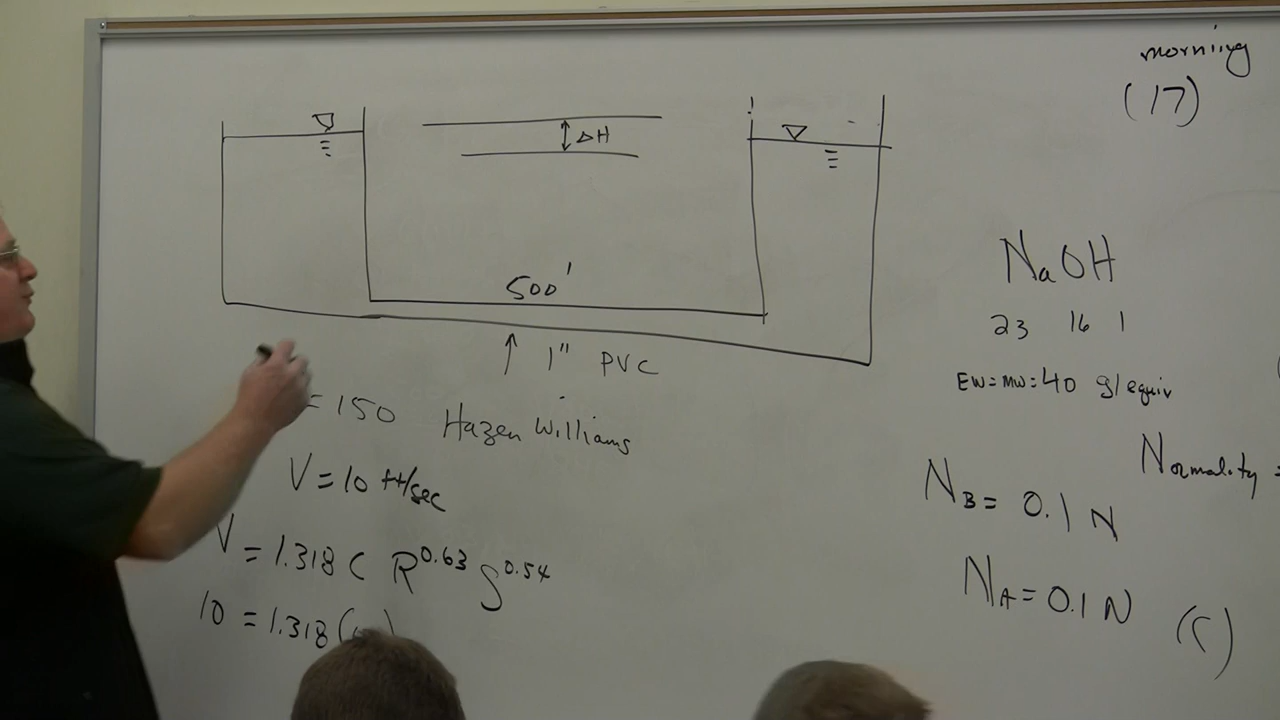 morning
(17)
ΔH
500'
1" PVC
= 150 Hazen Williams
V = 10 ft/sec
V = 1.318 C R^0.63 S^0.54
10 = 1.318 (
NaOH
23 16 1
EW = MW = 40 g/equiv
Normality =
N_B = 0.1 N
N_A = 0.1 N
(C)